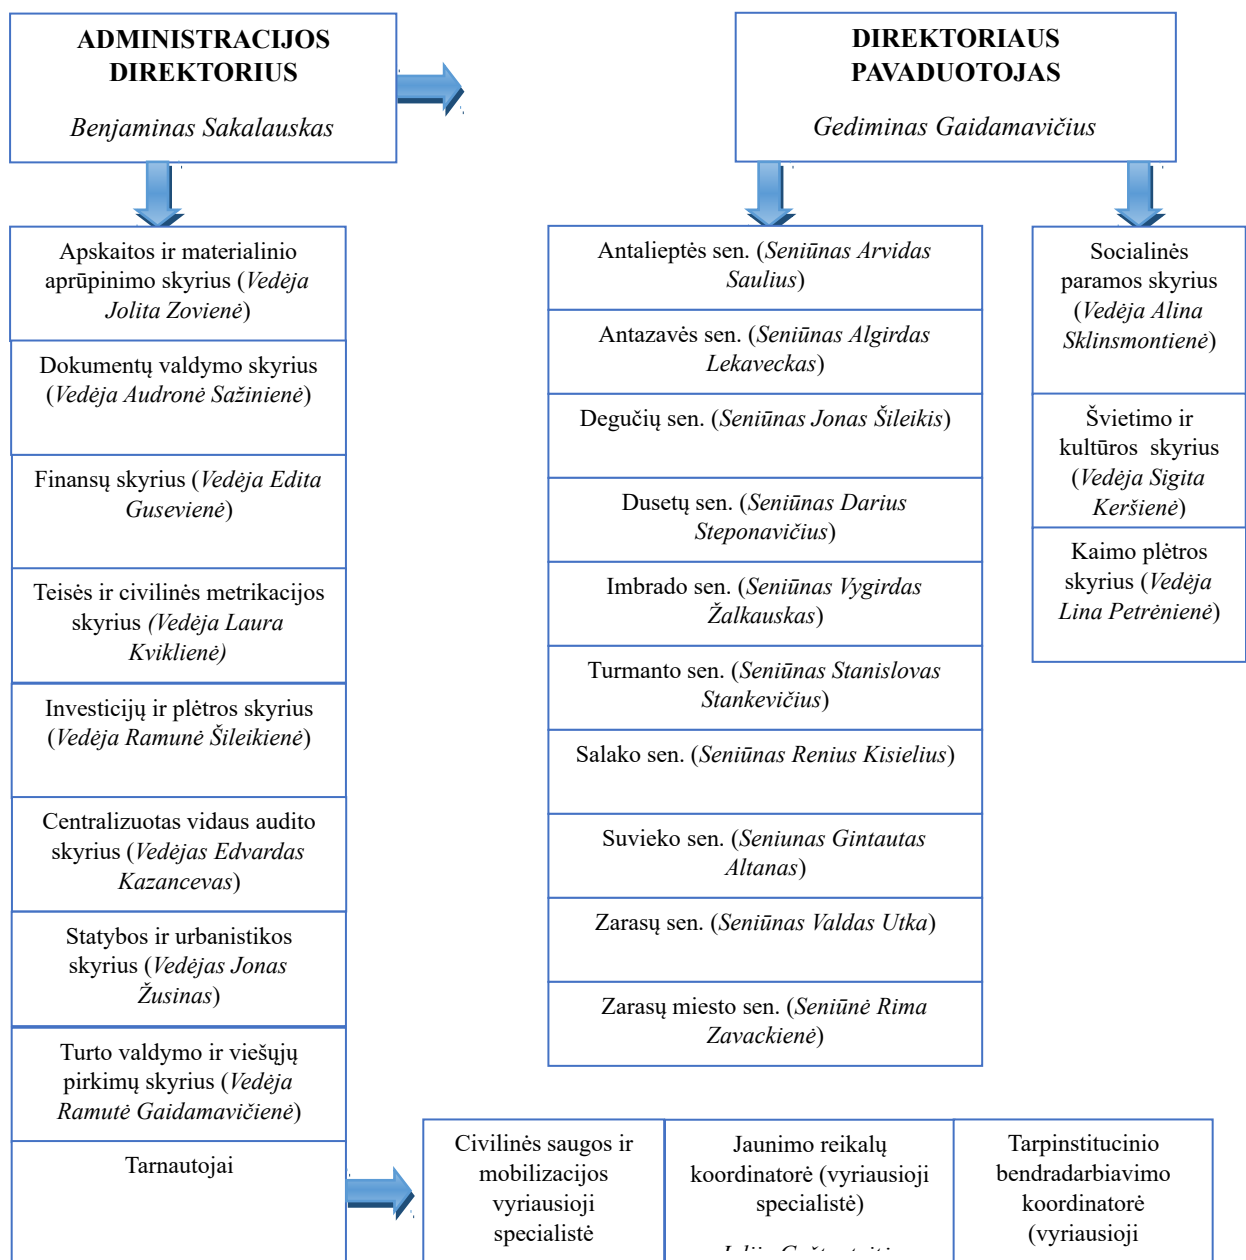 ADMINISTRACIJOS
DIREKTORIUS
Benjaminas Sakalauskas
DIREKTORIAUS
PAVADUOTOJAS
Gediminas Gaidamavičius
Apskaitos ir materialinio
aprūpinimo skyrius (Vedėja
Jolita Zovienė)
Dokumentų valdymo skyrius
(Vedėja Audronė Sažinienė)
Finansų skyrius (Vedėja Edita
Gusevienė)
Teisės ir civilinės metrikacijos
skyrius (Vedėja Laura
Kviklienė)
Investicijų ir plėtros skyrius
(Vedėja Ramunė Šileikienė)
Centralizuotas vidaus audito
skyrius (Vedėjas Edvardas
Kazancevas)
Statybos ir urbanistikos
skyrius (Vedėjas Jonas
Žusinas)
Turto valdymo ir viešųjų
pirkimų skyrius (Vedėja
Ramutė Gaidamavičienė)
Tarnautojai
Antalieptės sen. (Seniūnas Arvidas
Saulius)
Antazavės sen. (Seniūnas Algirdas
Lekaveckas)
Degučių sen. (Seniūnas Jonas Šileikis)
Dusetų sen. (Seniūnas Darius
Steponavičius)
Imbrado sen. (Seniūnas Vygirdas
Žalkauskas)
Turmanto sen. (Seniūnas Stanislovas
Stankevičius)
Salako sen. (Seniūnas Renius Kisielius)
Suvieko sen. (Seniunas Gintautas
Altanas)
Zarasų sen. (Seniūnas Valdas Utka)
Zarasų miesto sen. (Seniūnė Rima
Zavackienė)
Socialinės
paramos skyrius
(Vedėja Alina
Sklinsmontienė)
Švietimo ir
kultūros skyrius
(Vedėja Sigita
Keršienė)
Kaimo plėtros
skyrius (Vedėja
Lina Petrėnienė)
Civilinės saugos ir
mobilizacijos
vyriausioji
specialistė
Jaunimo reikalų
koordinatorė (vyriausioji
specialistė)
Tarpinstitucinio
bendradarbiavimo
koordinatorė
(vyriausioji